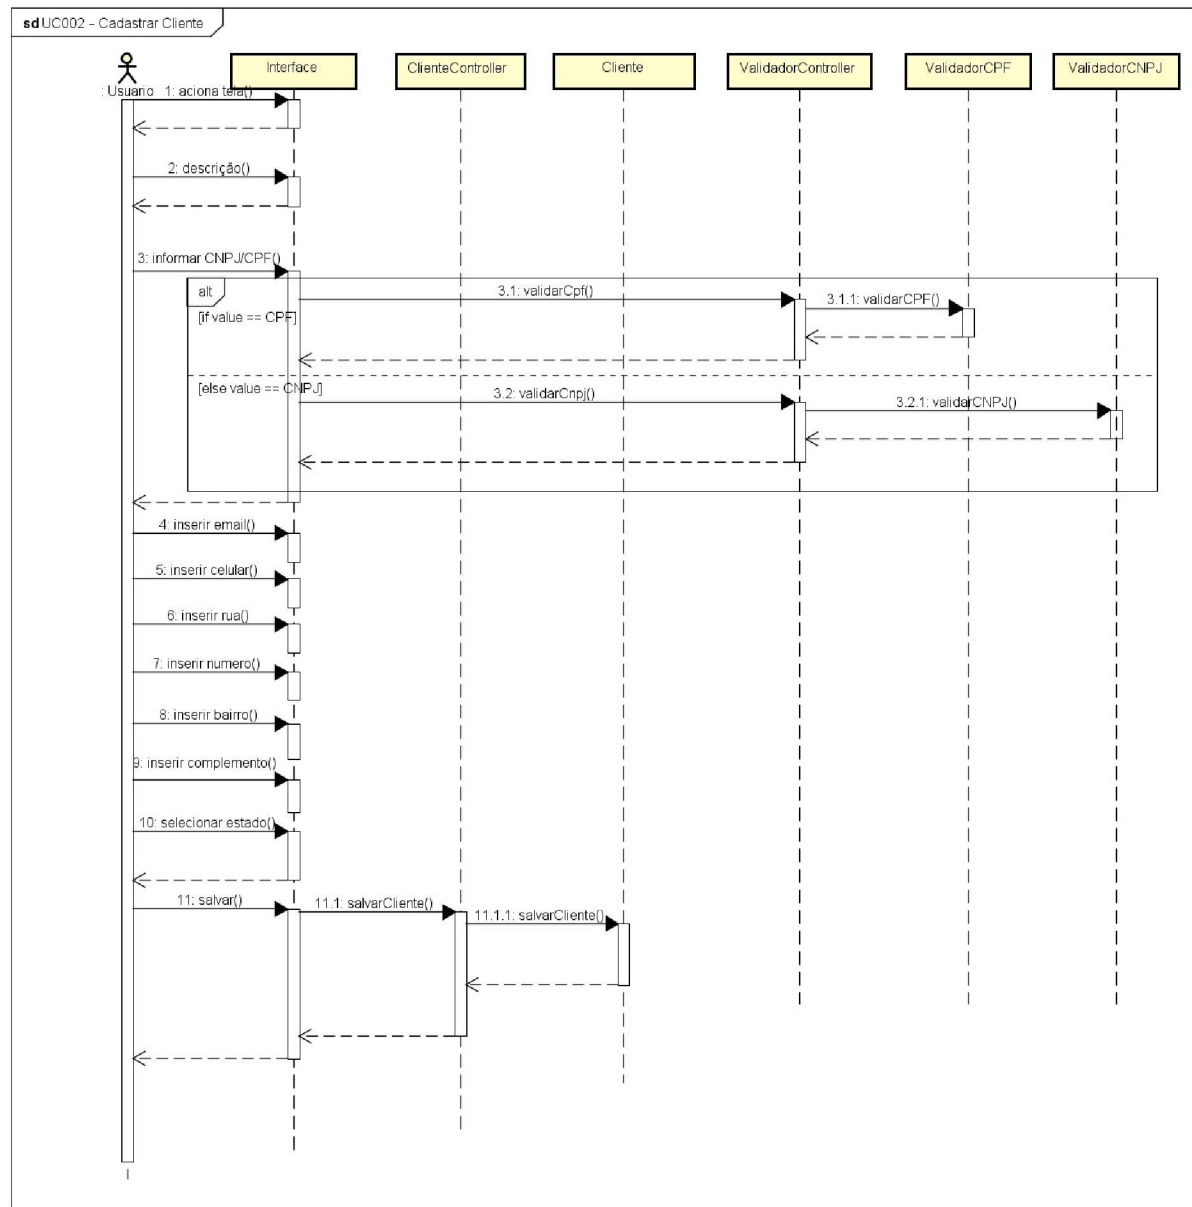 sd UC002 – Cadastrar Cliente
Interface
ClienteController
Cliente
ValidadorController
ValidadorCPF
ValidadorCNPJ
: Usuario
1: aciona tela()
2: descrição()
3: informar CNPJ/CPF()
alt
3.1: validarCpf()
3.1.1: validarCPF()
[if value == CPF]
[else value == CNPJ]
3.2: validarCnpj()
3.2.1: validarCNPJ()
4: inserir email()
5: inserir celular()
6: inserir rua()
7: inserir numero()
8: inserir bairro()
9: inserir complemento()
10: selecionar estado()
11: salvar()
11.1: salvarCliente()
11.1.1: salvarCliente()